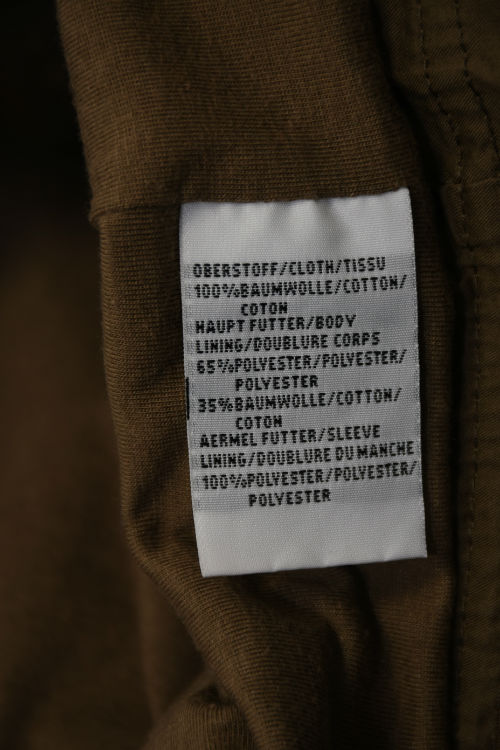 OBERSTOFF/CLOTH/TISSU
100%BAUMWOLLE/COTTON/
COTON
HAUPT FUTTER/BODY
LINING/DOUBLURE CORPS
65%POLYESTER/POLYESTER/
POLYESTER
35%BAUMWOLLE/COTTON/
COTON
AERMEL FUTTER/SLEEVE
LINING/DOUBLURE DU MANCHE
100%POLYESTER/POLYESTER/
POLYESTER